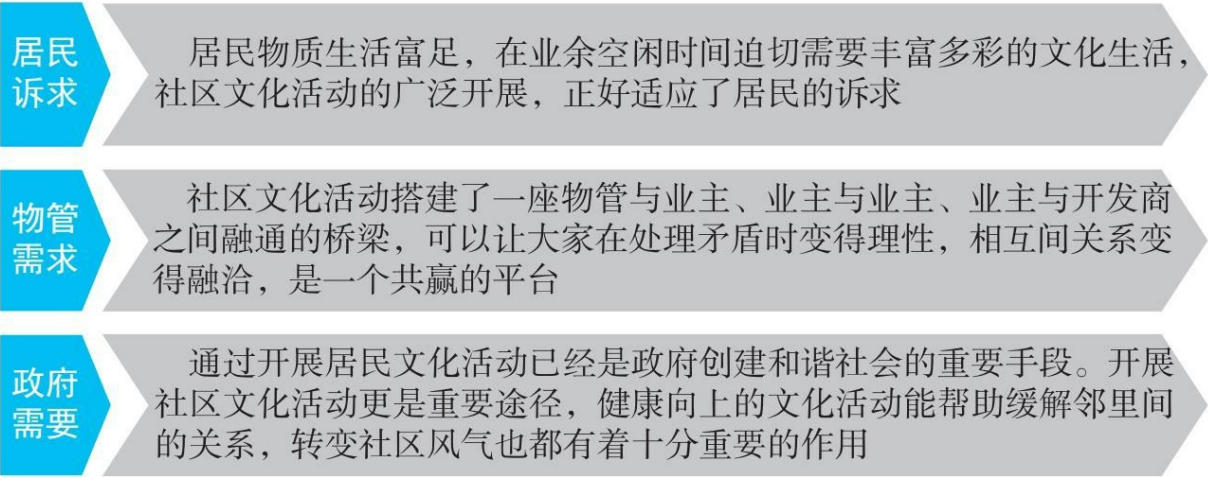 居民
诉求
居民物质生活富足，在业余空闲时间迫切需要丰富多彩的文化生活，
社区文化活动的广泛开展，正好适应了居民的诉求
物管
需求
社区文化活动搭建了一座物管与业主、业主与业主、业主与开发商
之间融通的桥梁，可以让大家在处理矛盾时变得理性，相互间关系变
得融洽，是一个共赢的平台
政府
需要
通过开展居民文化活动已经是政府创建和谐社会的重要手段。开展
社区文化活动更是重要途径，健康向上的文化活动能帮助缓解邻里间
的关系，转变社区风气也都有着十分重要的作用